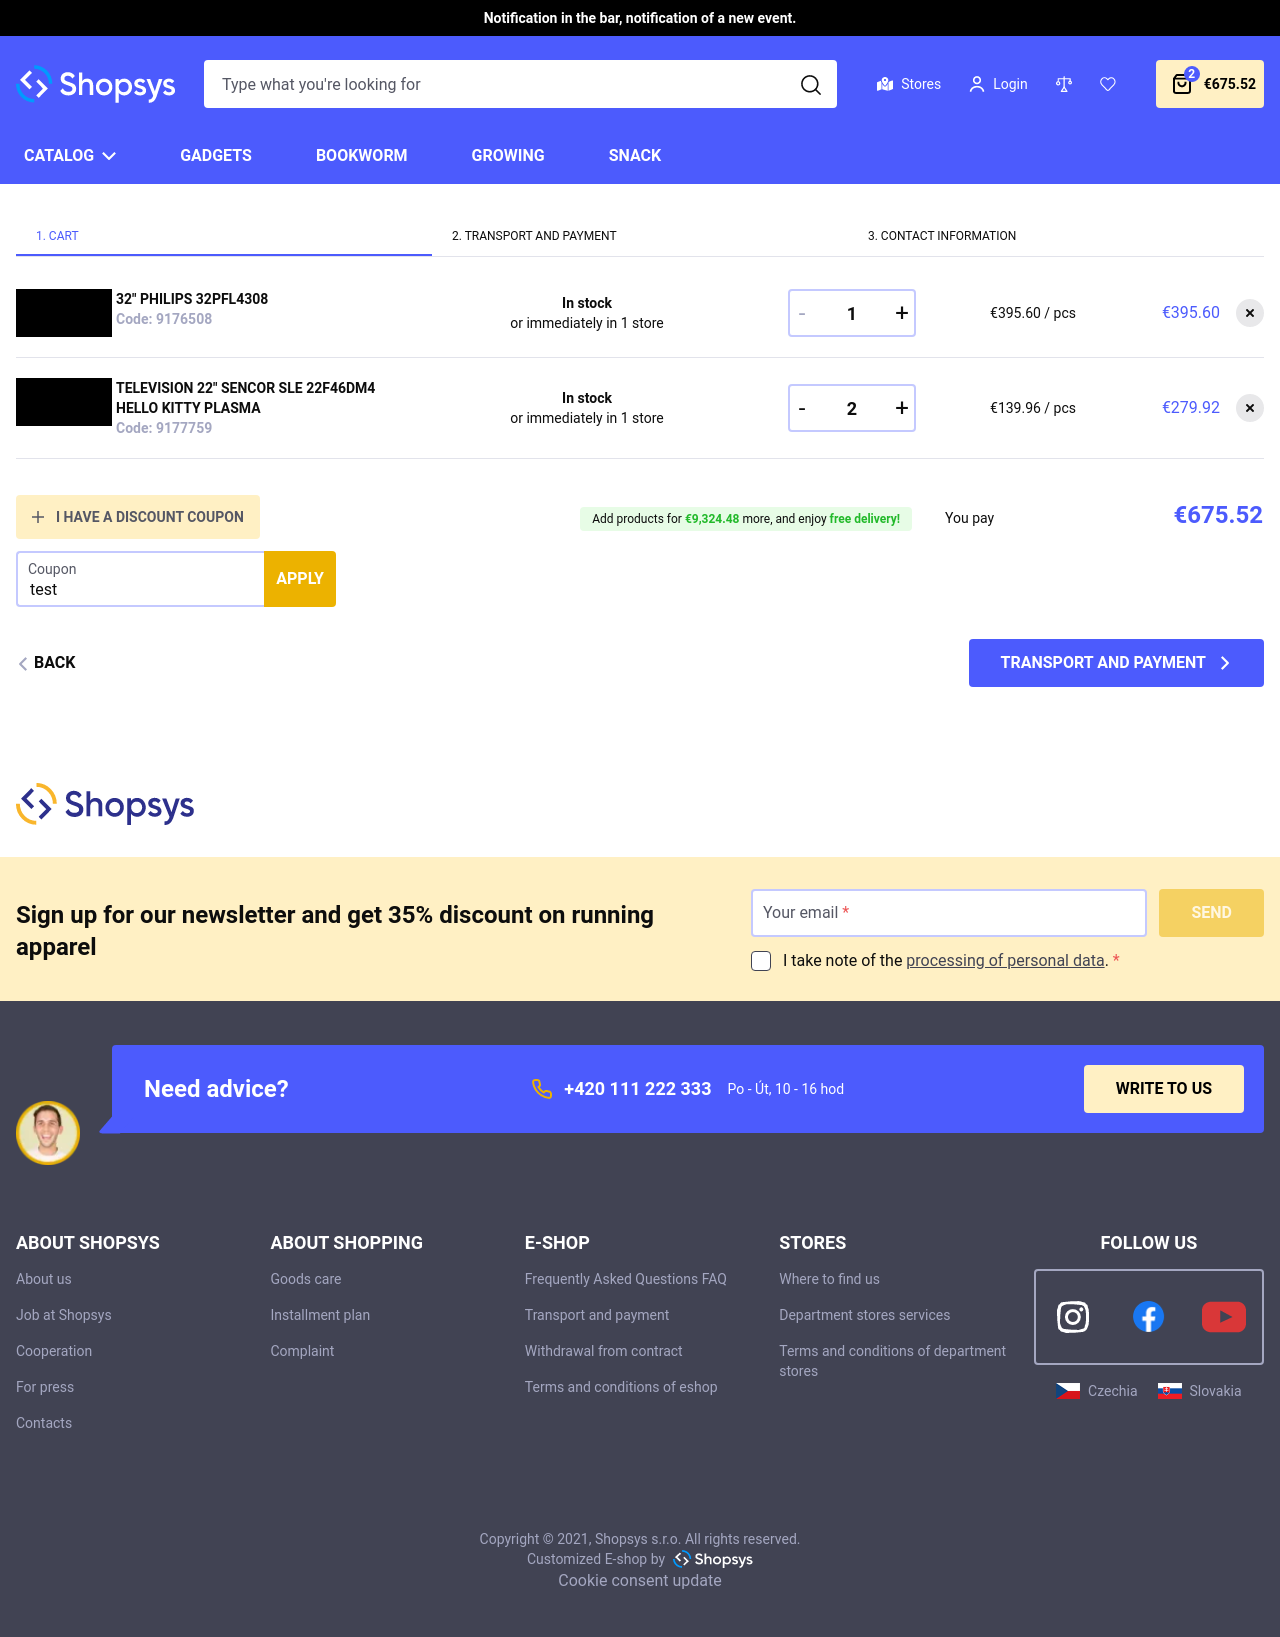 Notification in the bar, notification of a new event.
Shopsys
Type what you're looking for
Stores
Login
2
€675.52
CATALOG
GADGETS
BOOKWORM
GROWING
SNACK
1. CART
2. TRANSPORT AND PAYMENT
3. CONTACT INFORMATION
32" PHILIPS 32PFL4308
Code: 9176508
In stock
or immediately in 1 store
- 1 +
€395.60 / pcs
€395.60
TELEVISION 22" SENCOR SLE 22F46DM4
HELLO KITTY PLASMA
Code: 9177759
In stock
or immediately in 1 store
- 2 +
€139.96 / pcs
€279.92
I HAVE A DISCOUNT COUPON
Add products for €9,324.48 more, and enjoy free delivery!
You pay
€675.52
Coupon
test
APPLY
BACK
TRANSPORT AND PAYMENT
Shopsys
Sign up for our newsletter and get 35% discount on running
apparel
Your email *
SEND
I take note of the processing of personal data. *
Need advice?
+420 111 222 333
Po - Út, 10 - 16 hod
WRITE TO US
ABOUT SHOPSYS
About us
Job at Shopsys
Cooperation
For press
Contacts
ABOUT SHOPPING
Goods care
Installment plan
Complaint
E-SHOP
Frequently Asked Questions FAQ
Transport and payment
Withdrawal from contract
Terms and conditions of eshop
STORES
Where to find us
Department stores services
Terms and conditions of department
stores
FOLLOW US
Czechia
Slovakia
Copyright © 2021, Shopsys s.r.o. All rights reserved.
Customized E-shop by Shopsys
Cookie consent update